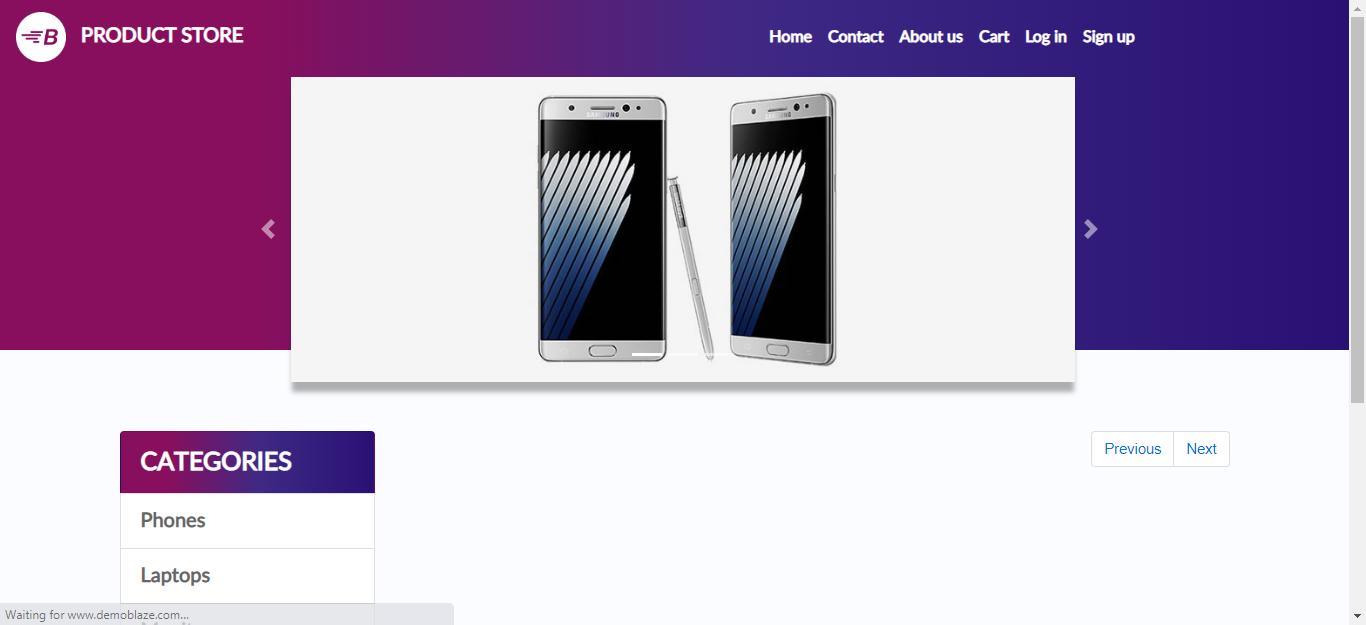 B PRODUCT STORE
Home Contact About us Cart Log in Sign up
SAMSUNG SAMSUNG
CATEGORIES
Previous Next
Phones
Laptops
Waiting for www.demoblaze.com...